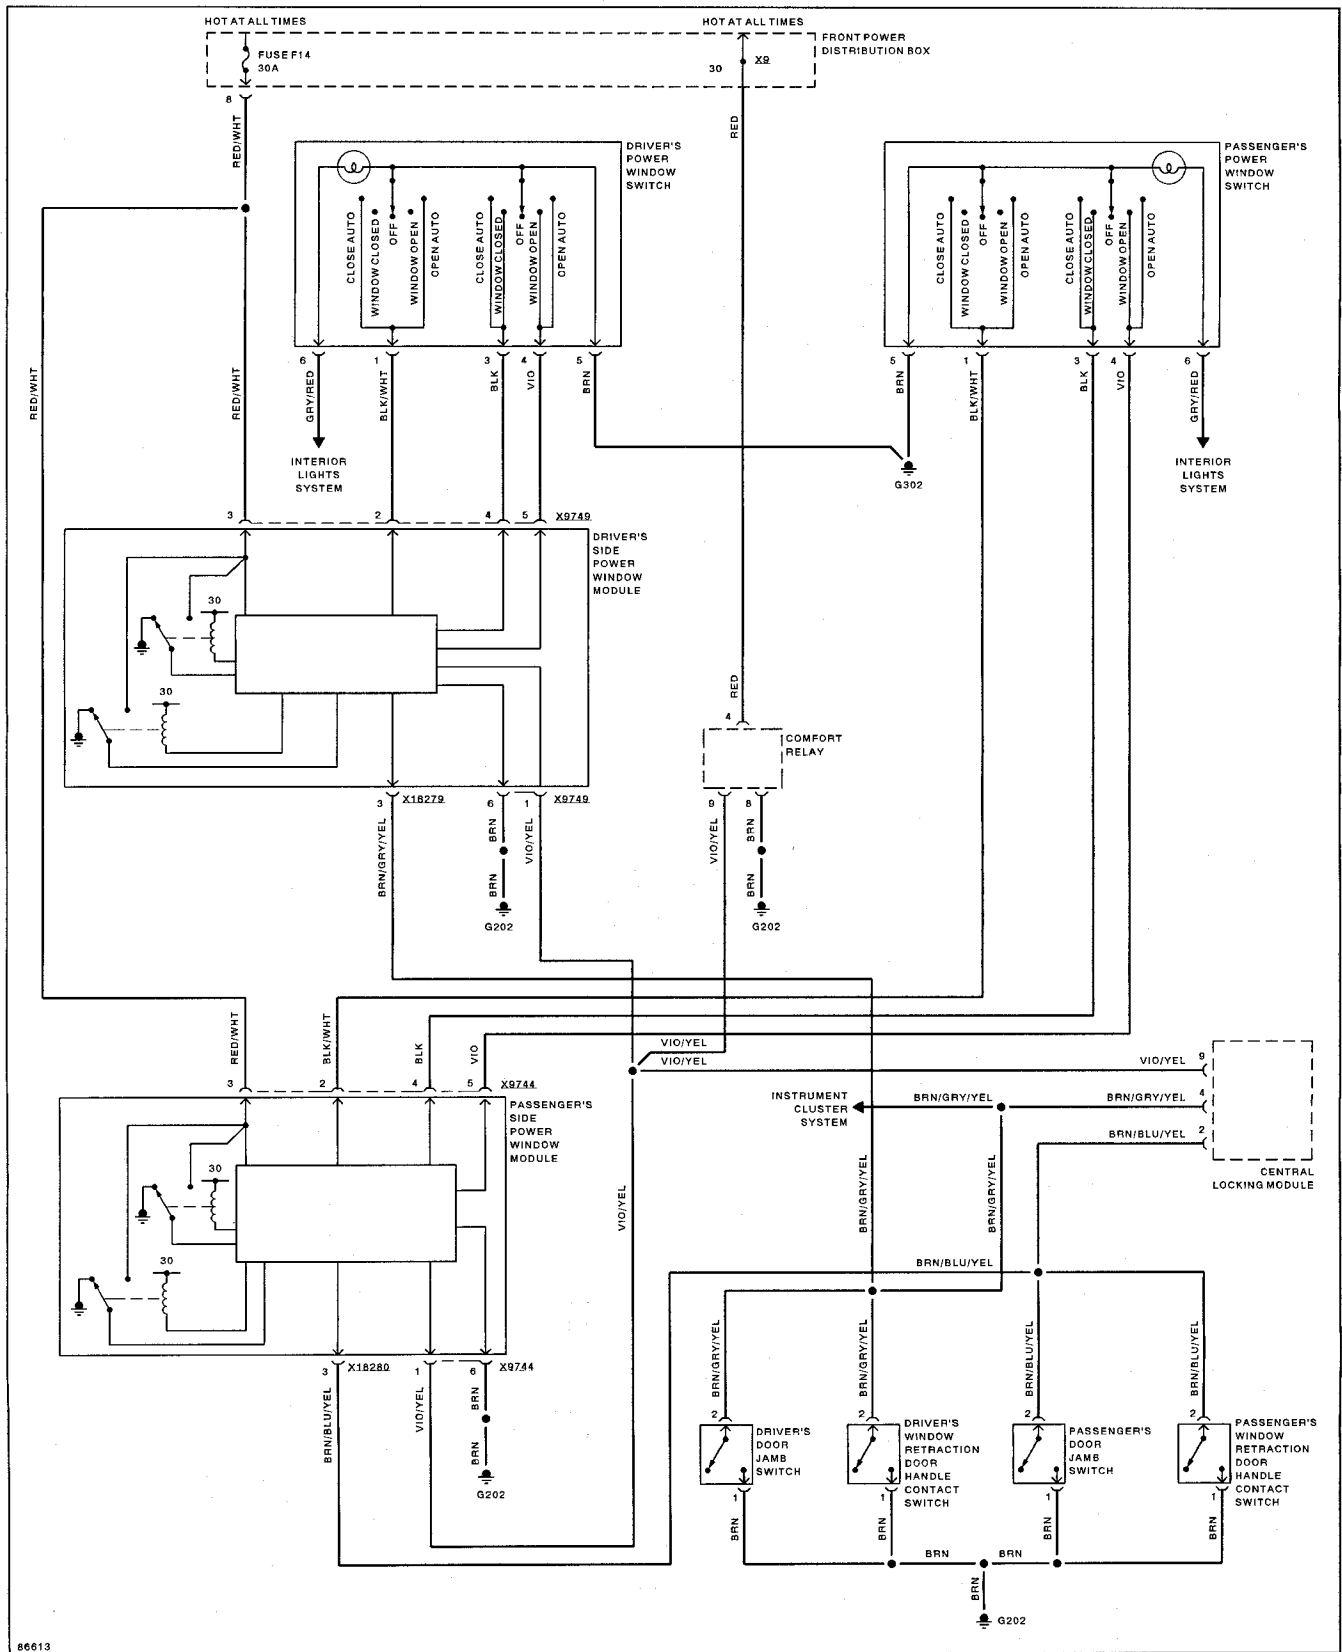 HOT AT ALL TIMES
HOT AT ALL TIMES
FUSE F14
30A
30
X9
FRONT POWER
DISTRIBUTION BOX
8
RED/WHT
RED
DRIVER'S
POWER
WINDOW
SWITCH
PASSENGER'S
POWER
WINDOW
SWITCH
CLOSE AUTO
WINDOW CLOSED
OFF
WINDOW OPEN
OPEN AUTO
CLOSE AUTO
WINDOW CLOSED
OFF
WINDOW OPEN
OPEN AUTO
CLOSE AUTO
WINDOW CLOSED
OFF
WINDOW OPEN
OPEN AUTO
CLOSE AUTO
WINDOW CLOSED
OFF
WINDOW OPEN
OPEN AUTO
6
1
3
4
5
5
1
3
4
6
RED/WHT
RED/WHT
GRY/RED
BLK/WHT
BLK
VIO
BRN
BRN
BLK/WHT
BLK
VIO
GRY/RED
INTERIOR
LIGHTS
SYSTEM
G302
INTERIOR
LIGHTS
SYSTEM
3
2
4
5
X9749
DRIVER'S
SIDE
POWER
WINDOW
MODULE
30
30
RED
4
COMFORT
RELAY
3
X18279
6
1
X9749
9
8
BRN/GRY/YEL
BRN
VIO/YEL
VIO/YEL
BRN
BRN
BRN
G202
G202
RED/WHT
BLK/WHT
BLK
VIO
VIO/YEL
VIO/YEL
VIO/YEL
9
3
2
4
5
X9744
PASSENGER'S
SIDE
POWER
WINDOW
MODULE
INSTRUMENT
CLUSTER
SYSTEM
BRN/GRY/YEL
BRN/GRY/YEL
4
BRN/BLU/YEL
2
CENTRAL
LOCKING MODULE
30
30
VIO/YEL
BRN/GRY/YEL
BRN/GRY/YEL
BRN/BLU/YEL
3
X18280
1
6
X9744
BRN/BLU/YEL
VIO/YEL
BRN
BRN
G202
BRN/GRY/YEL
BRN/GRY/YEL
BRN/BLU/YEL
BRN/BLU/YEL
2
2
2
2
DRIVER'S
DOOR
JAMB
SWITCH
DRIVER'S
WINDOW
RETRACTION
DOOR
HANDLE
CONTACT
SWITCH
PASSENGER'S
DOOR
JAMB
SWITCH
PASSENGER'S
WINDOW
RETRACTION
DOOR
HANDLE
CONTACT
SWITCH
1
1
1
1
BRN
BRN
BRN
BRN
BRN
BRN
BRN
G202
86613